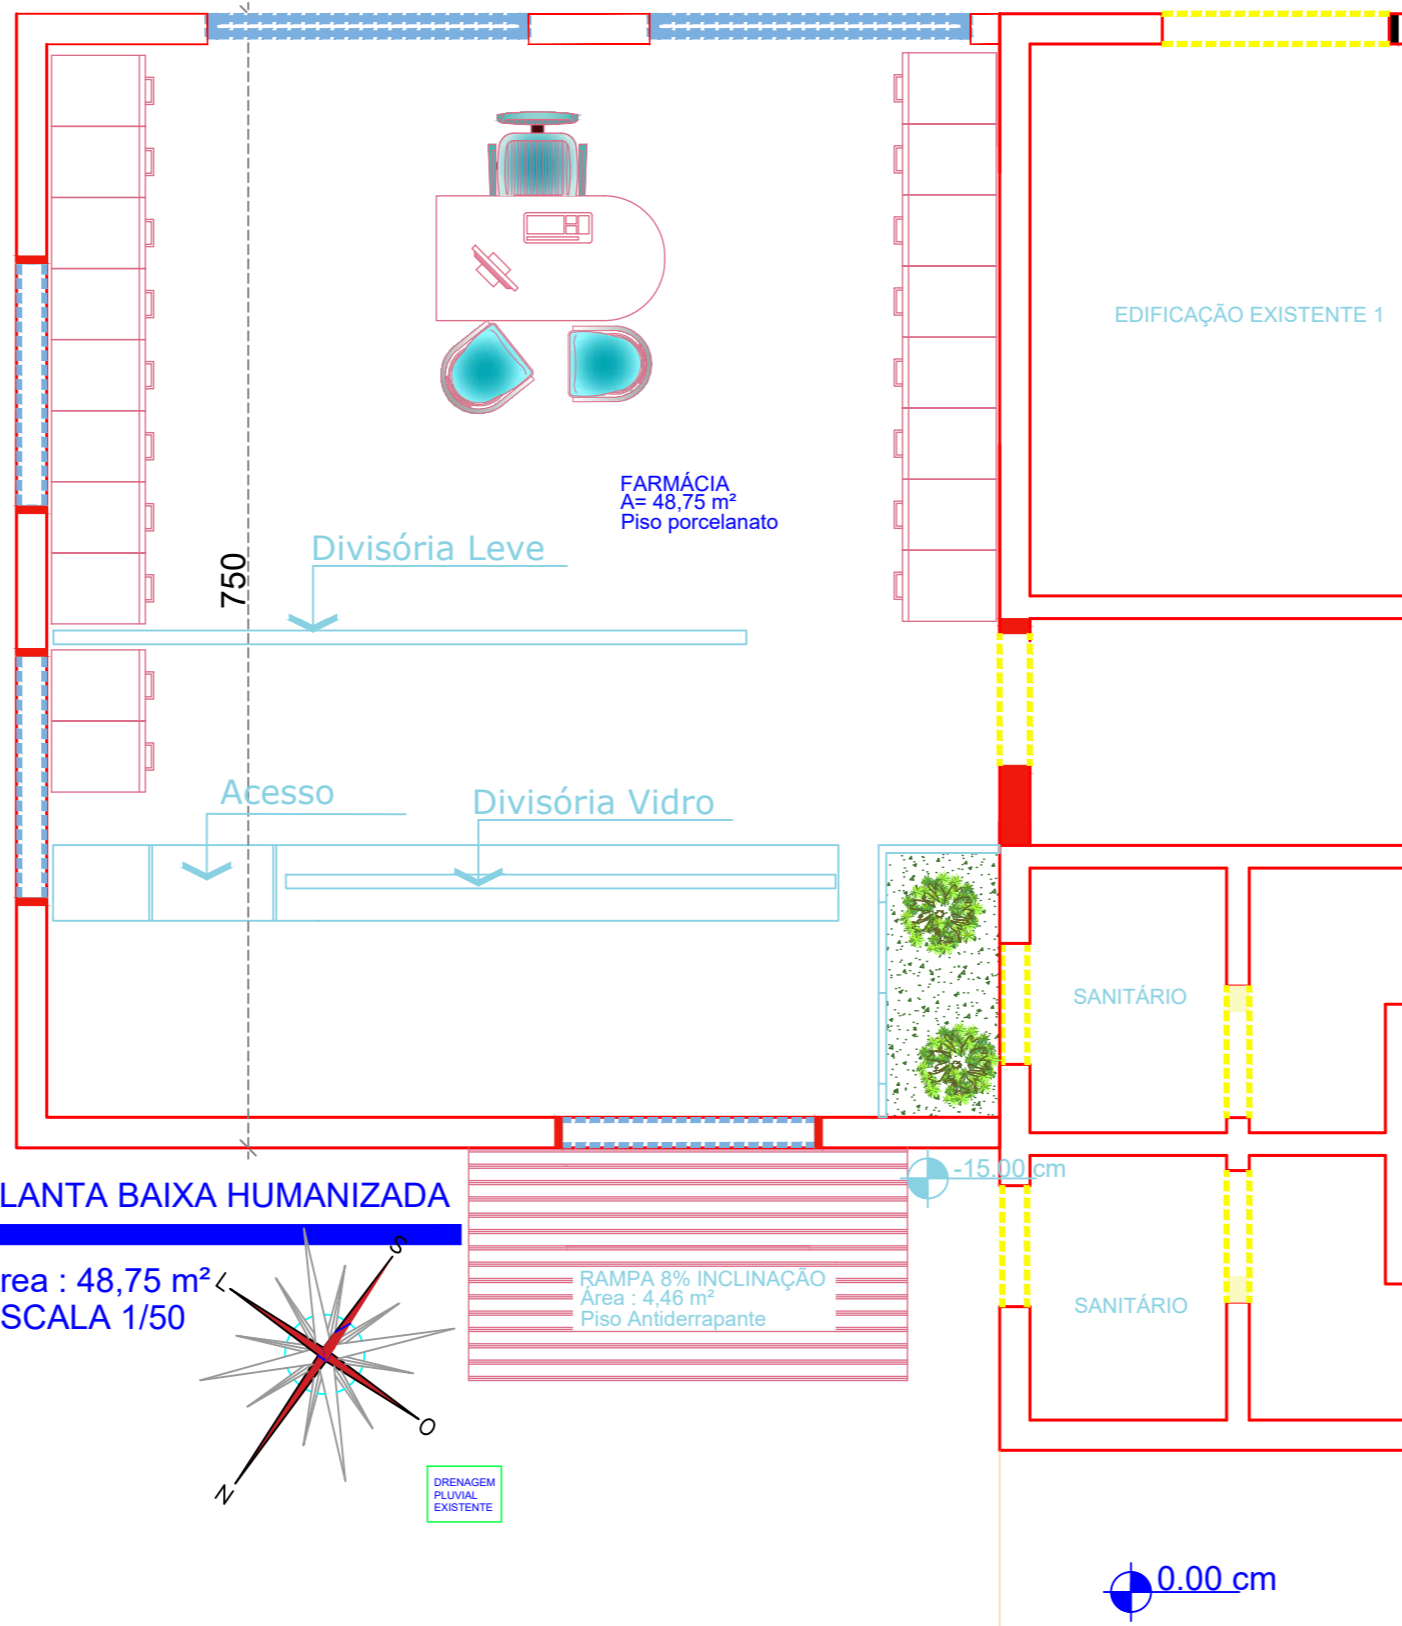 EDIFICAÇÃO EXISTENTE 1
FARMÁCIA
A= 48,75 m²
Piso porcelanato
Divisória Leve
750
Acesso
Divisória Vidro
SANITÁRIO
-15.00 cm
LANTA BAIXA HUMANIZADA
rea : 48,75 m²
SCALA 1/50
S
L
O
N
RAMPA 8% INCLINAÇÃO
Área : 4,46 m²
Piso Antiderrapante
SANITÁRIO
DRENAGEM
PLUVIAL
EXISTENTE
0.00 cm